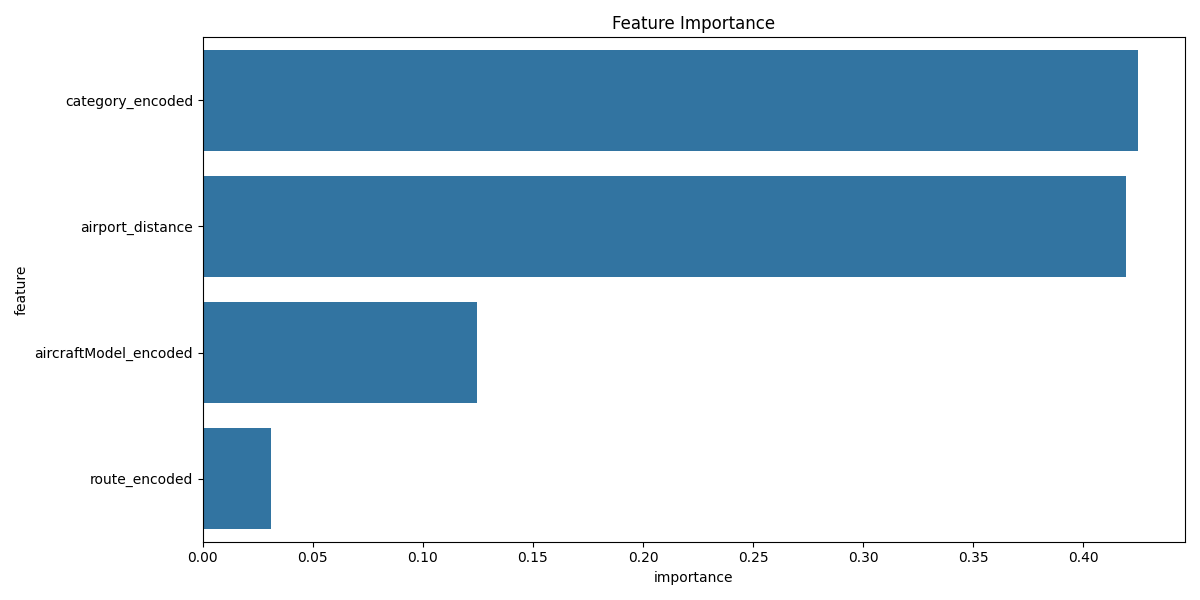 Feature Importance
feature
category_encoded
airport_distance
aircraftModel_encoded
route_encoded
0.00 0.05 0.10 0.15 0.20 0.25 0.30 0.35 0.40
importance